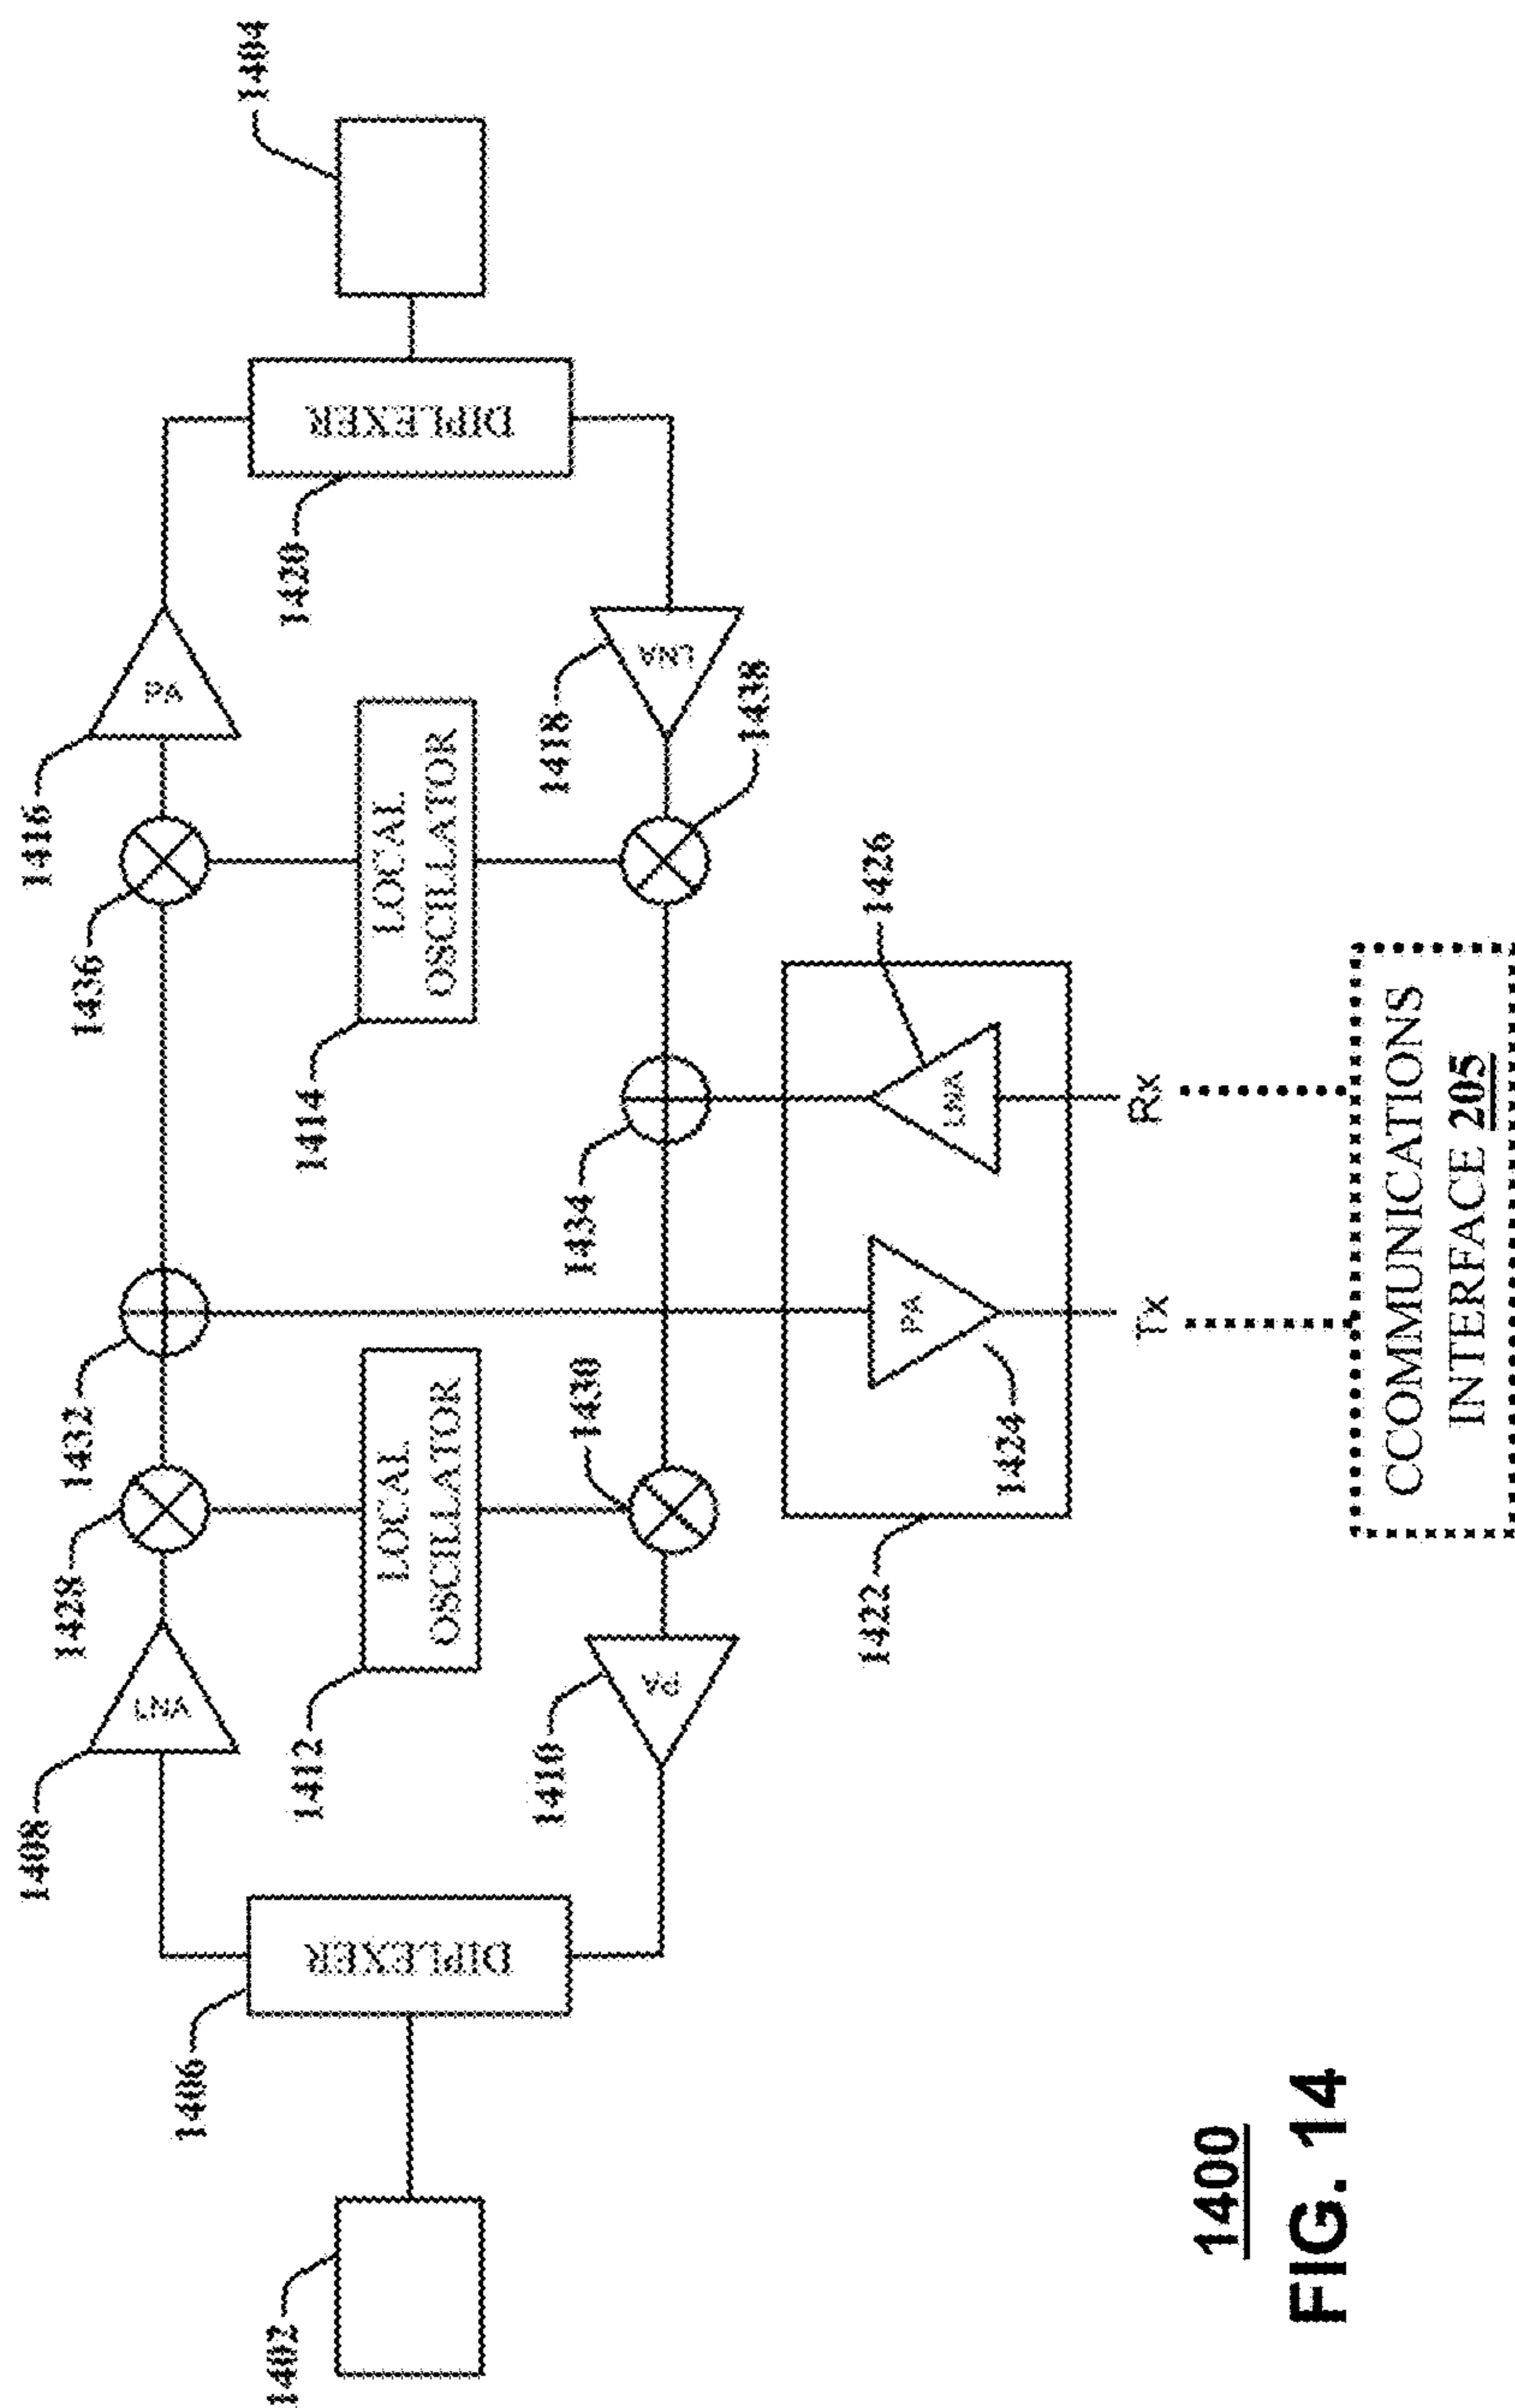 1404
DIPLEXER
1420
PA
1416
LNA
1418
1438
1436
LOCAL
OSCILLATOR
1414
1426
LNA
1434
Rx
1432
PA
1424
TX
1430
1428
LOCAL
OSCILLATOR
1412
1422
CCOMMUNICATIONS
INTERFACE 205
LNA
1408
PA
1410
DIPLEXER
1406
1402
1400
FIG. 14